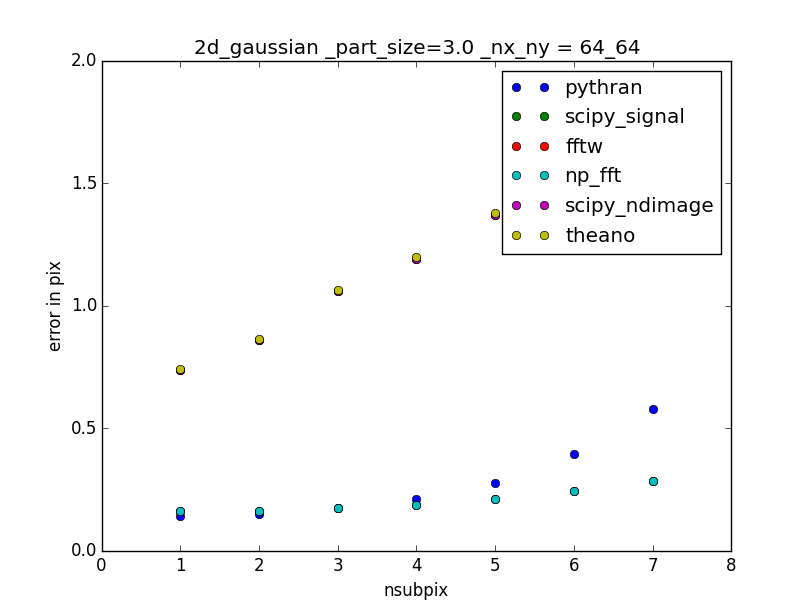 2d_gaussian _part_size=3.0 _nx_ny = 64_64
2.0
1.5
1.0
0.5
0.0
error in pix
pythran
scipy_signal
fftw
np_fft
scipy_ndimage
theano
0 1 2 3 4 5 6 7 8
nsubpix